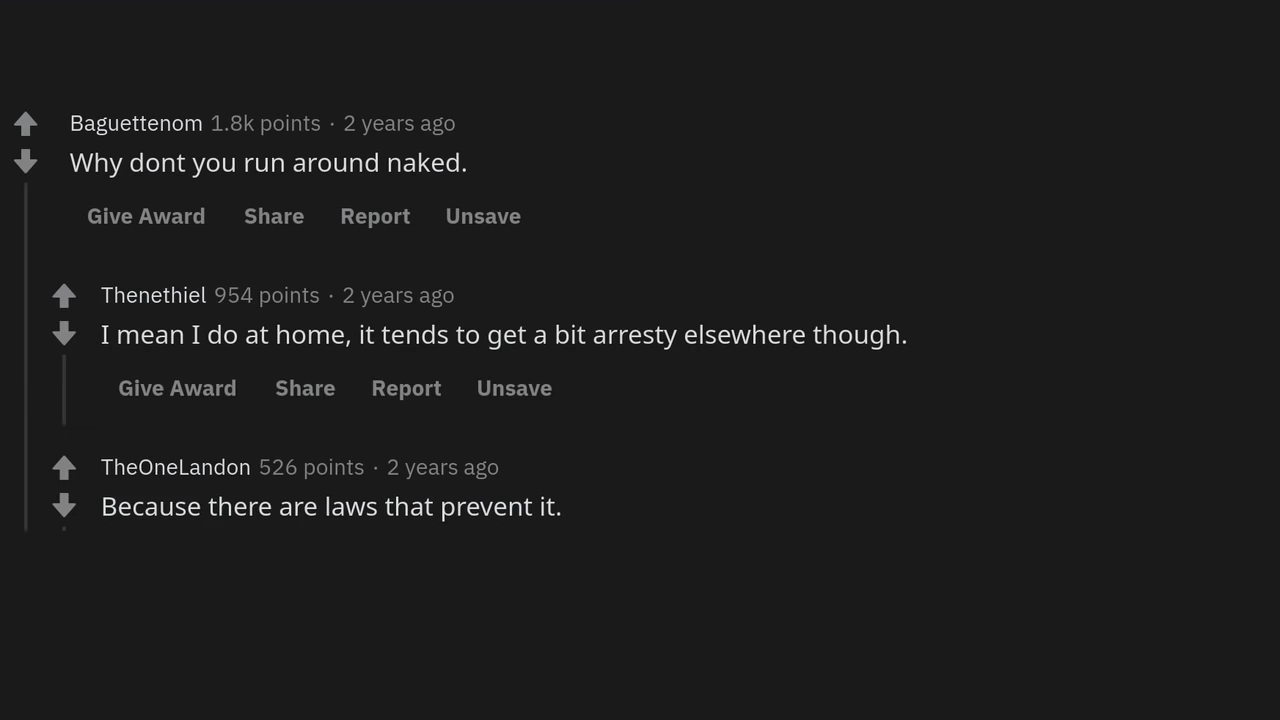 Baguettenom 1.8k points · 2 years ago
Why dont you run around naked.
Give Award Share Report Unsave
Thenethiel 954 points · 2 years ago
I mean I do at home, it tends to get a bit arresty elsewhere though.
Give Award Share Report Unsave
TheOneLandon 526 points · 2 years ago
Because there are laws that prevent it.